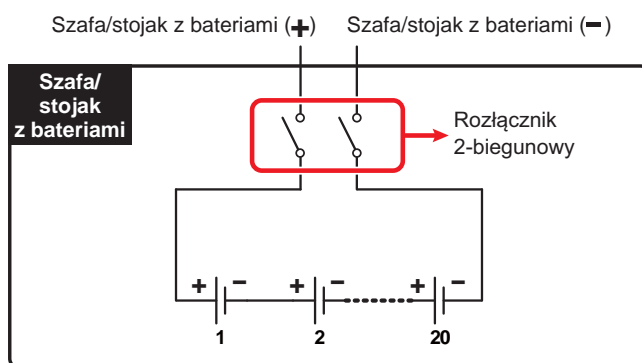 Szafa/stojak z bateriami (+) Szafa/stojak z bateriami (−)
Szafa/
stojak
z bateriami
Rozłącznik
2-biegunowy
+ − + − + −
1 2 20